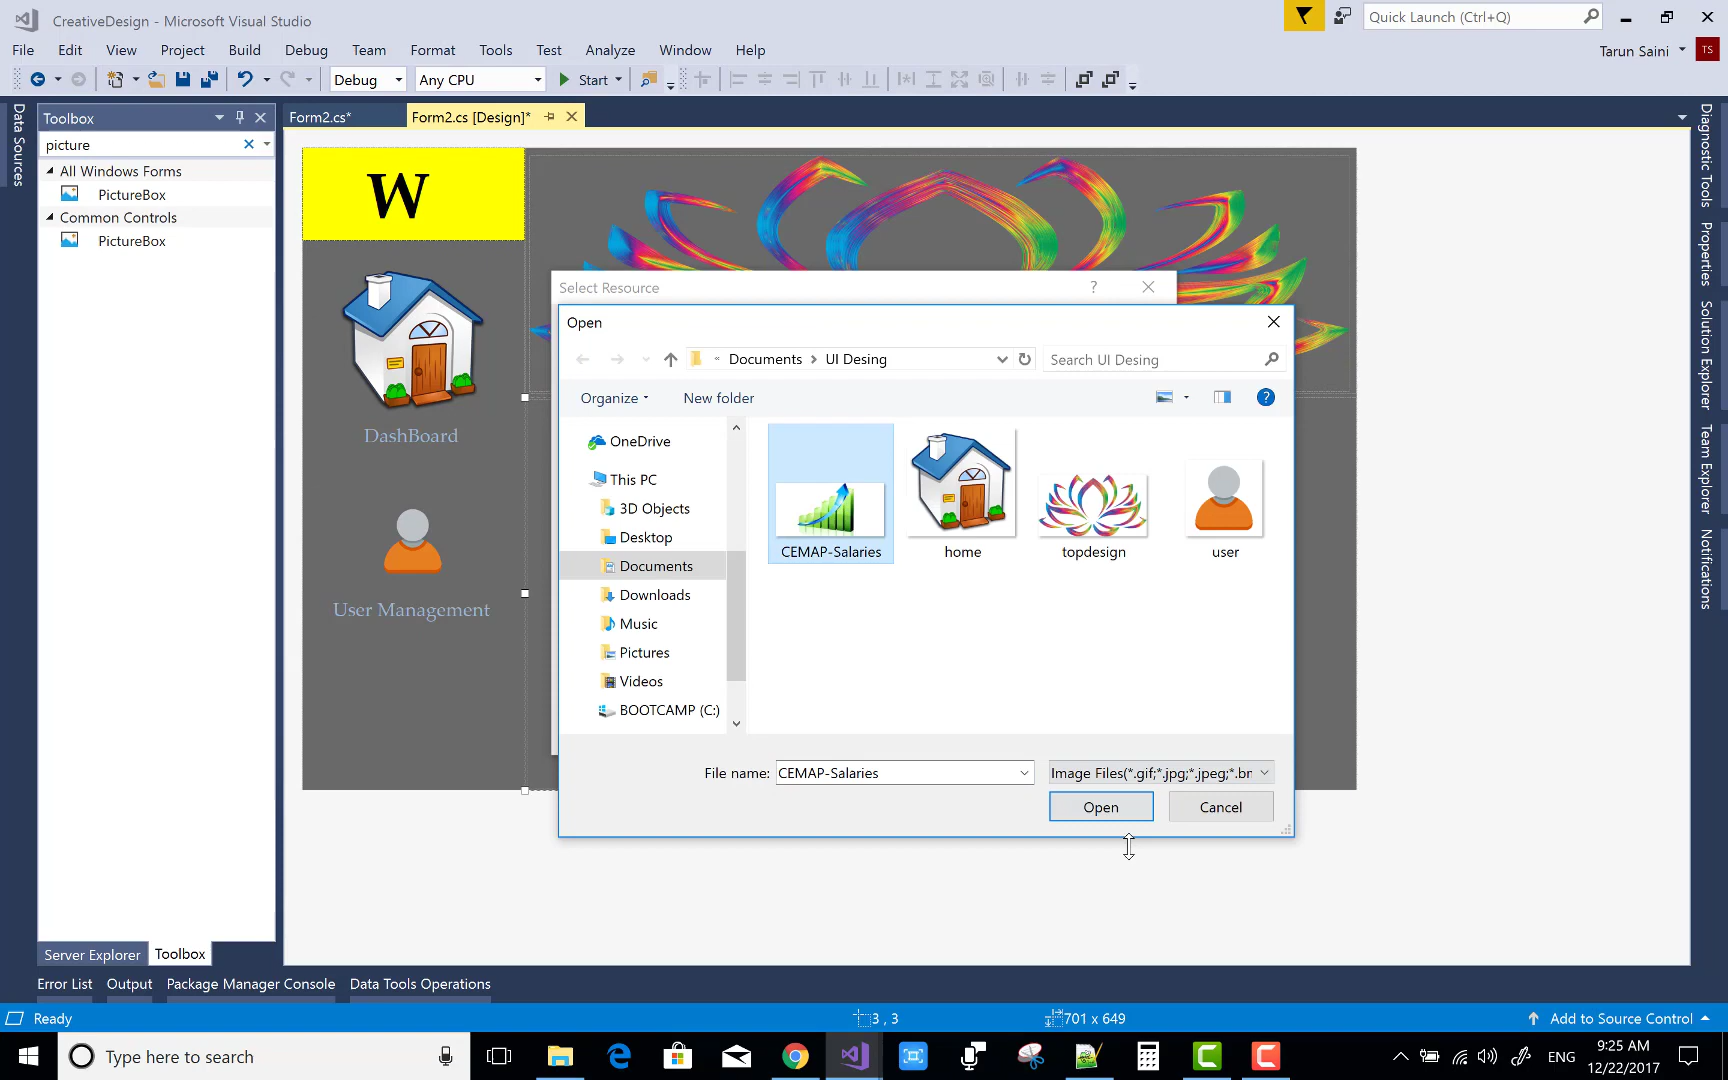 CreativeDesign - Microsoft Visual Studio
Quick Launch (Ctrl+Q)
File Edit View Project Build Debug Team Format Tools Test Analyze Window Help
Tarun Saini TS
Debug Any CPU Start
Data Sources
Toolbox
Form2.cs*
Form2.cs [Design]*
picture
All Windows Forms
PictureBox
Common Controls
PictureBox
W
DashBoard
User Management
Select Resource ?
Open
« Documents > UI Desing
Search UI Desing
Organize
New folder
?
OneDrive
This PC
3D Objects
Desktop
Documents
Downloads
Music
Pictures
Videos
BOOTCAMP (C:)
CEMAP-Salaries
home
topdesign
user
File name: CEMAP-Salaries
Image Files(*.gif;*.jpg;*.jpeg;*.br
Open
Cancel
Diagnostic Tools
Properties
Solution Explorer
Team Explorer
Notifications
Server Explorer Toolbox
Error List Output Package Manager Console Data Tools Operations
Ready
3 , 3
701 x 649
Add to Source Control
Type here to search
ENG
9:25 AM
12/22/2017